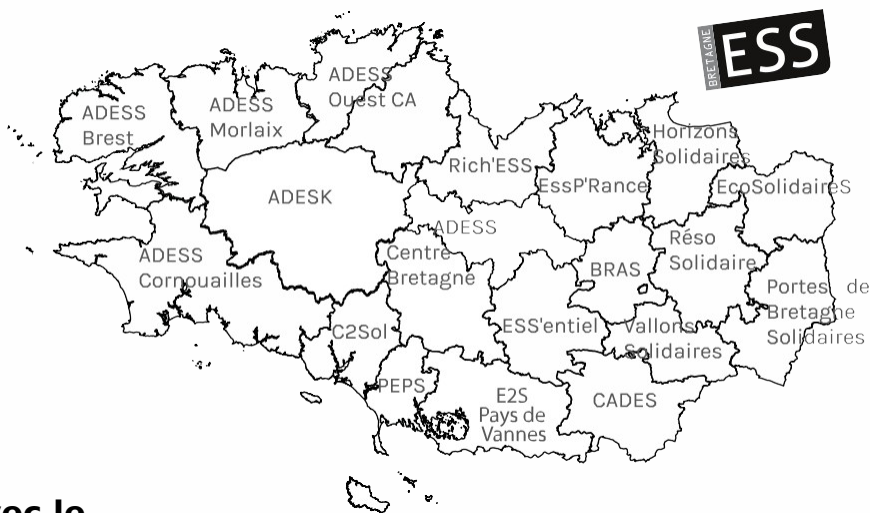 BRETAGNE
ESS
ADESS
Ouest CA
ADESS
Brest
ADESS
Morlaix
Horizons
Solidaires
Rich'ESS
EssP'Rance
EcoSolidaireS
ADESK
ADESS
Centre
Bretagne
ADESS
Cornouailles
Réso
Solidaire
BRAS
Portes de
Bretagne
Solidaires
C2Sol
ESS'entiel
Vallons
Solidaires
PEPS
E2S
Pays de
Vannes
CADES